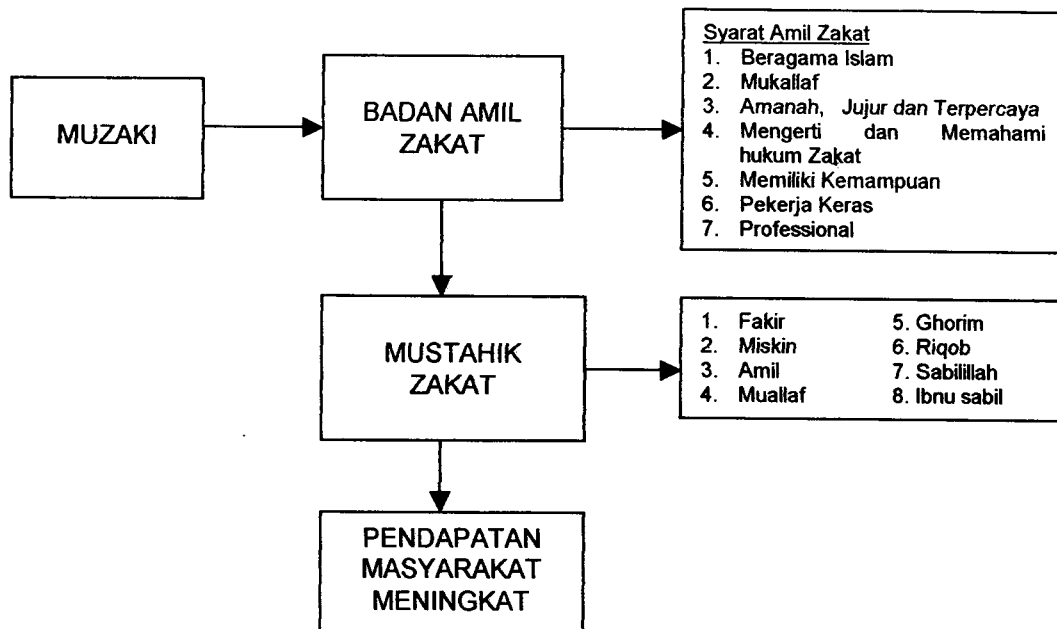 MUZAKI
BADAN AMIL
ZAKAT
Syarat Amil Zakat
1. Beragama Islam
2. Mukallaf
3. Amanah, Jujur dan Terpercaya
4. Mengerti dan Memahami
hukum Zakat
5. Memiliki Kemampuan
6. Pekerja Keras
7. Professional
MUSTAHIK
ZAKAT
1. Fakir
2. Miskin
3. Amil
4. Muallaf
5. Ghorim
6. Riqob
7. Sabilillah
8. Ibnu sabil
PENDAPATAN
MASYARAKAT
MENINGKAT